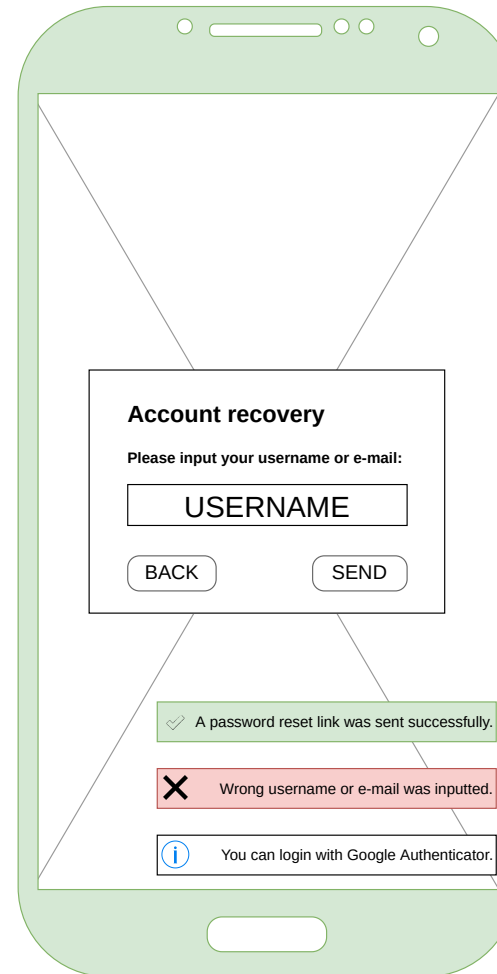 Account recovery
Please input your username or e-mail:
USERNAME
BACK SEND
A password reset link was sent successfully.
Wrong username or e-mail was inputted.
You can login with Google Authenticator.